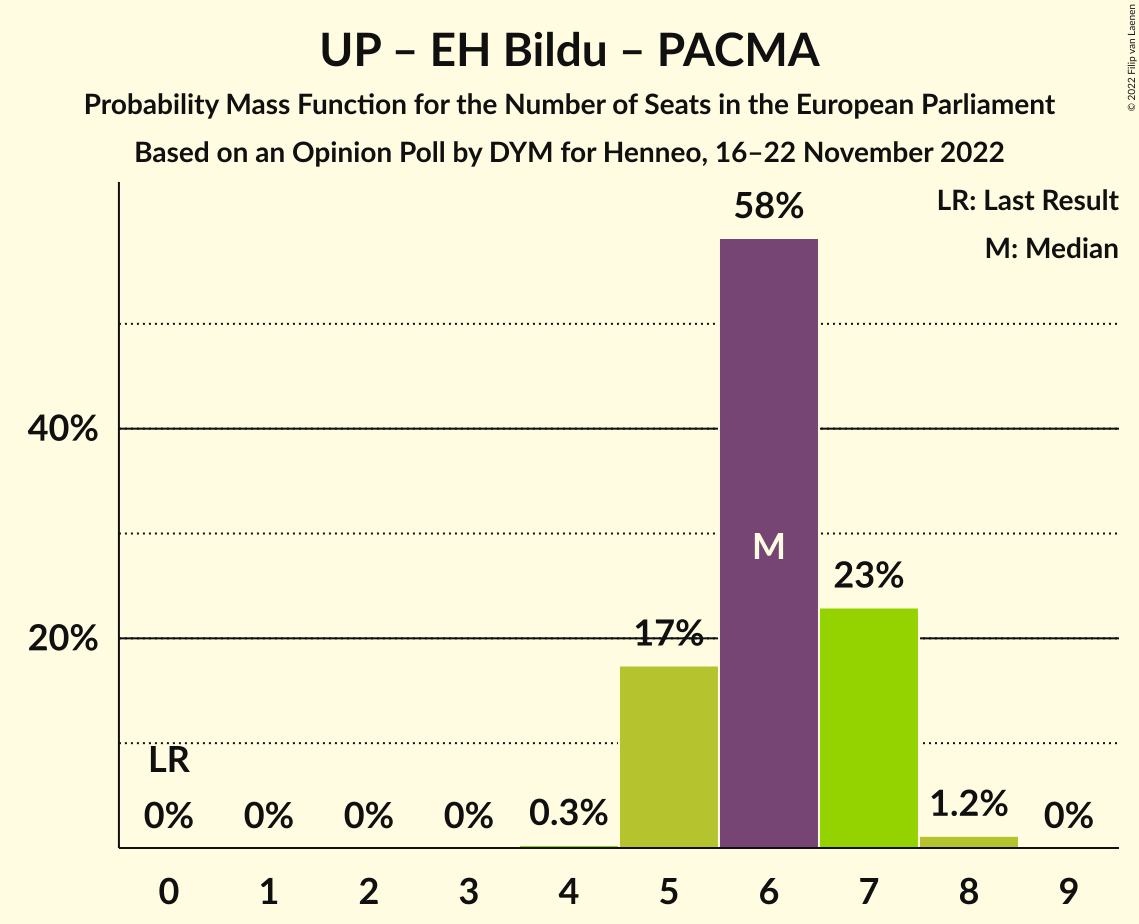 UP – EH Bildu – PACMA
Probability Mass Function for the Number of Seats in the European Parliament
Based on an Opinion Poll by DYM for Henneo, 16–22 November 2022
© 2022 Filip van Laenen
LR: Last Result
M: Median
58%
40%
M
23%
20%
17%
LR
0% 0% 0% 0% 0.3% 1.2% 0%
0 1 2 3 4 5 6 7 8 9